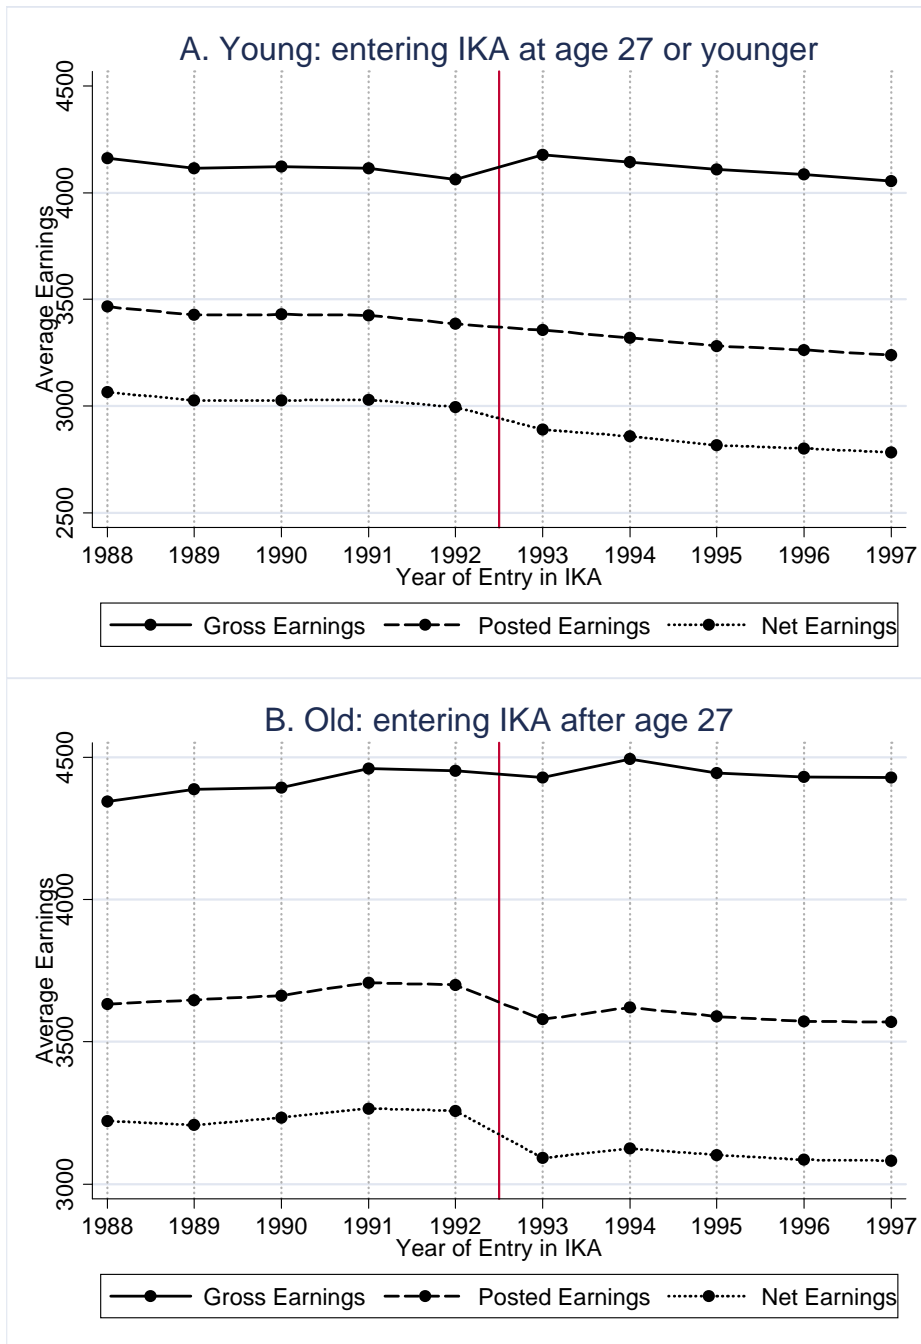 A. Young: entering IKA at age 27 or younger
Average Earnings
4500
4000
3500
3000
2500
1988 1989 1990 1991 1992 1993 1994 1995 1996 1997
Year of Entry in IKA
Gross Earnings Posted Earnings Net Earnings
B. Old: entering IKA after age 27
Average Earnings
4500
4000
3500
3000
1988 1989 1990 1991 1992 1993 1994 1995 1996 1997
Year of Entry in IKA
Gross Earnings Posted Earnings Net Earnings